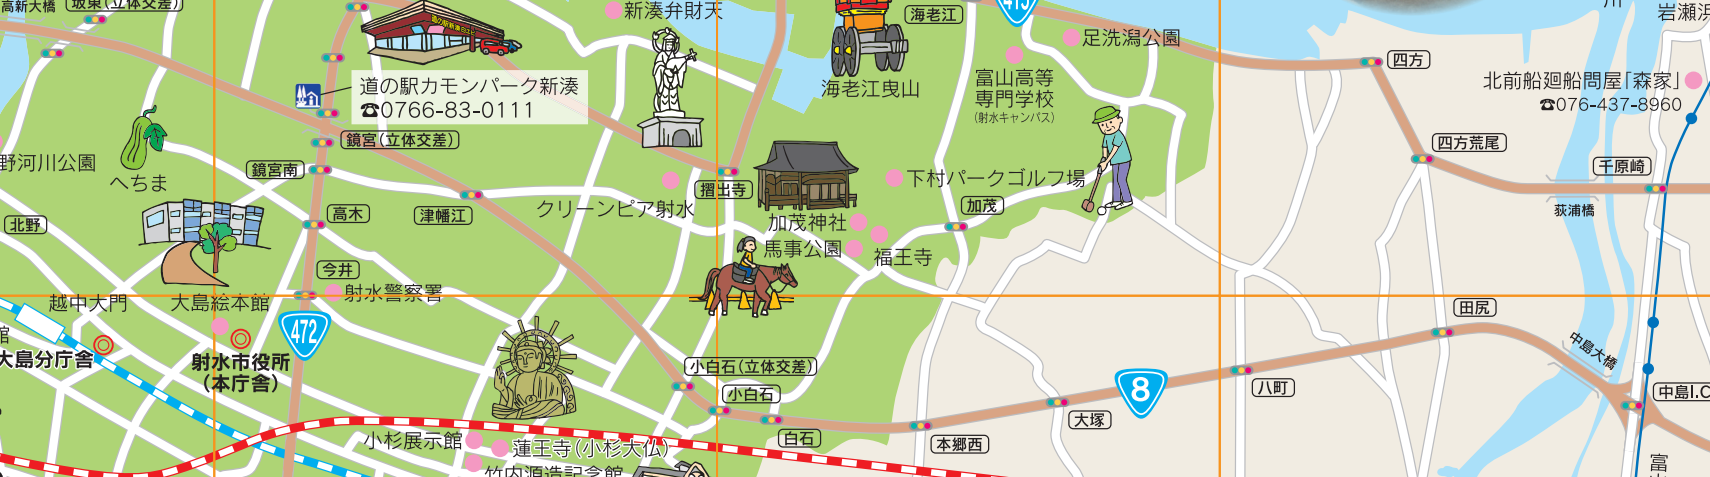 高新大橋
坂東(立体交差)
新湊弁財天
海老江
415
足洗潟公園
四方
岩瀬浜
北前船廻船問屋「森家」
☎076-437-8960
道の駅カモンパーク新湊
☎0766-83-0111
海老江曳山
富山高等
専門学校
(射水キャンパス)
鏡宮(立体交差)
四方荒尾
千原崎
野河川公園
へちま
鏡宮南
摺出寺
下村パークゴルフ場
荻浦橋
北野
高木
津幡江
クリーンピア射水
加茂神社
加茂
馬事公園
福王寺
今井
射水警察署
越中大門
大島絵本館
田尻
472
館
大島分庁舎
射水市役所
(本庁舎)
小白石(立体交差)
小白石
8
八町
中島大橋
中島I.C
大塚
白石
本郷西
小杉展示館
蓮王寺(小杉大仏)
竹内源造記念館
富